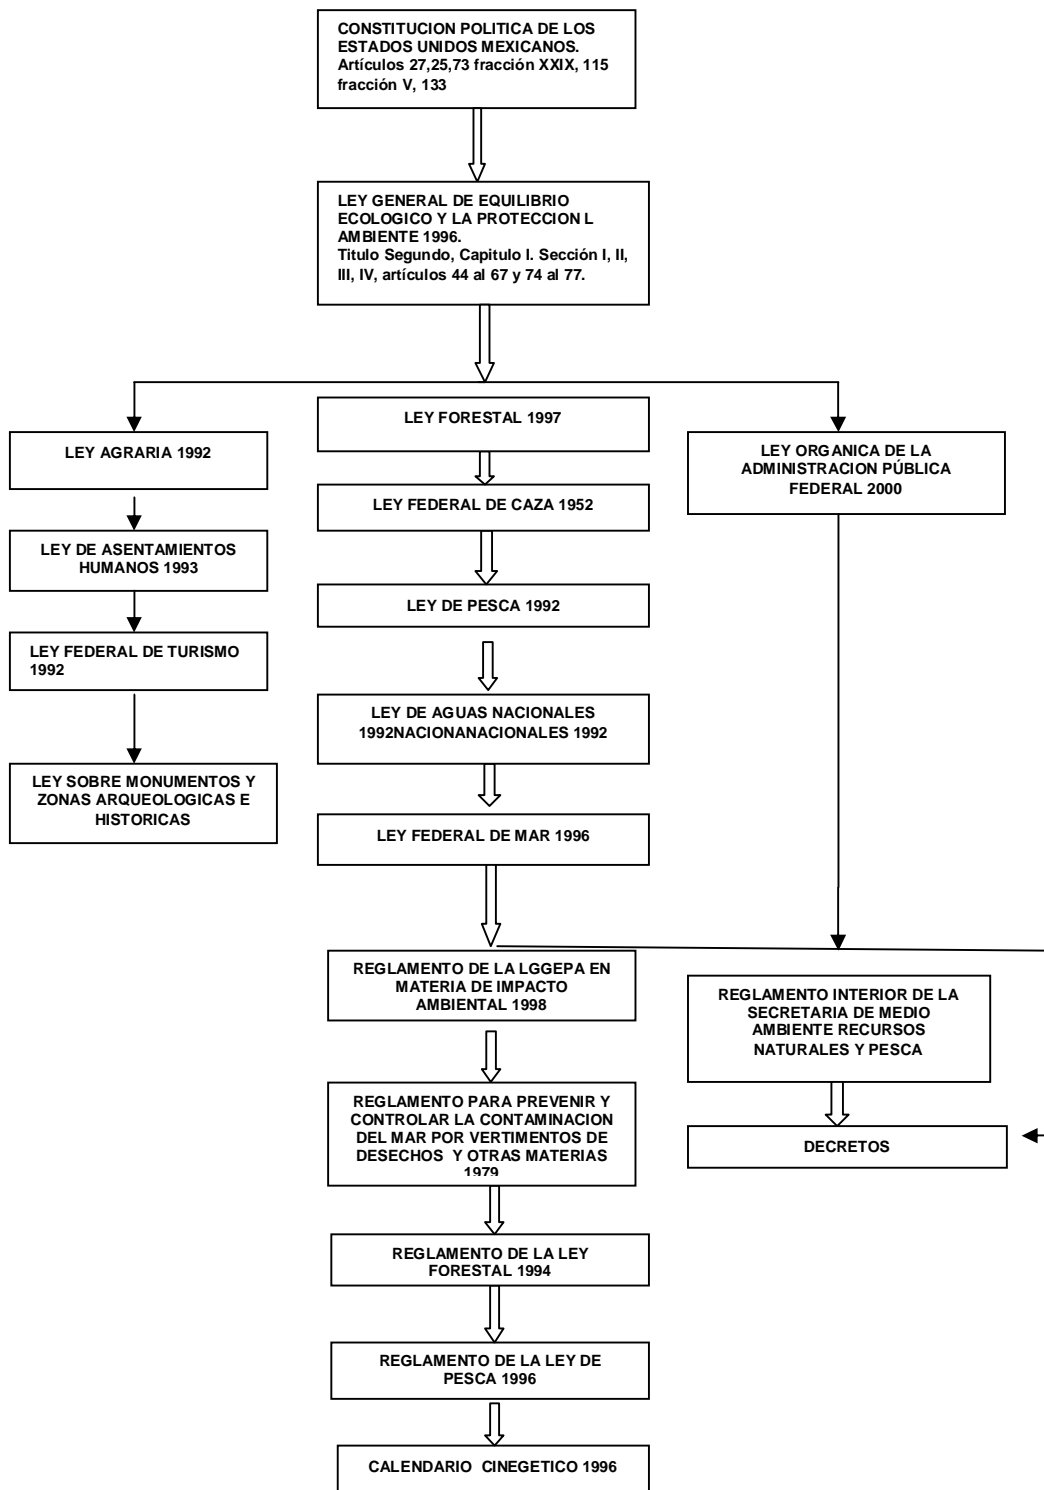 CONSTITUCION POLITICA DE LOS
ESTADOS UNIDOS MEXICANOS.
Artículos 27,25,73 fracción XXIX, 115
fracción V, 133
LEY GENERAL DE EQUILIBRIO
ECOLOGICO Y LA PROTECCION L
AMBIENTE 1996.
Titulo Segundo, Capitulo I. Sección I, II,
III, IV, artículos 44 al 67 y 74 al 77.
LEY AGRARIA 1992
LEY DE ASENTAMIENTOS
HUMANOS 1993
LEY FEDERAL DE TURISMO
1992
LEY SOBRE MONUMENTOS Y
ZONAS ARQUEOLOGICAS E
HISTORICAS
LEY FORESTAL 1997
LEY FEDERAL DE CAZA 1952
LEY DE PESCA 1992
LEY DE AGUAS NACIONALES
1992NACIONANACIONALES 1992
LEY FEDERAL DE MAR 1996
REGLAMENTO DE LA LGGEPA EN
MATERIA DE IMPACTO
AMBIENTAL 1998
REGLAMENTO PARA PREVENIR Y
CONTROLAR LA CONTAMINACION
DEL MAR POR VERTIMENTOS DE
DESECHOS Y OTRAS MATERIAS
1979
REGLAMENTO DE LA LEY
FORESTAL 1994
REGLAMENTO DE LA LEY DE
PESCA 1996
CALENDARIO CINEGETICO 1996
LEY ORGANICA DE LA
ADMINISTRACION PÚBLICA
FEDERAL 2000
REGLAMENTO INTERIOR DE LA
SECRETARIA DE MEDIO
AMBIENTE RECURSOS
NATURALES Y PESCA
DECRETOS